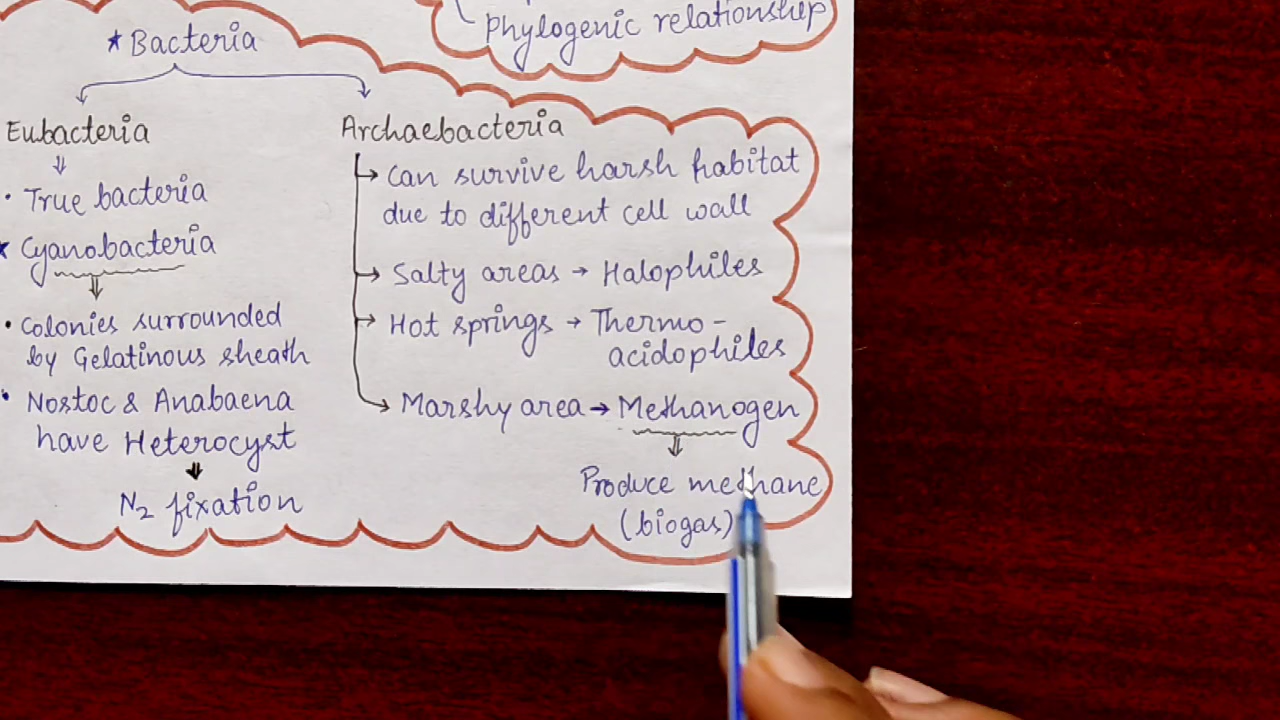 Phylogenic relationship
★ Bacteria
Eubacteria
• True bacteria
★ Cyanobacteria
• Colonies surrounded
by Gelatinous sheath
• Nostoc & Anabaena
have Heterocyst
N2 fixation
Archaebacteria
→ Can survive harsh habitat
due to different cell wall
→ Salty areas → Halophiles
→ Hot springs → Thermo-
acidophiles
→ Marshy area → Methanogen
Produce methane
(biogas)